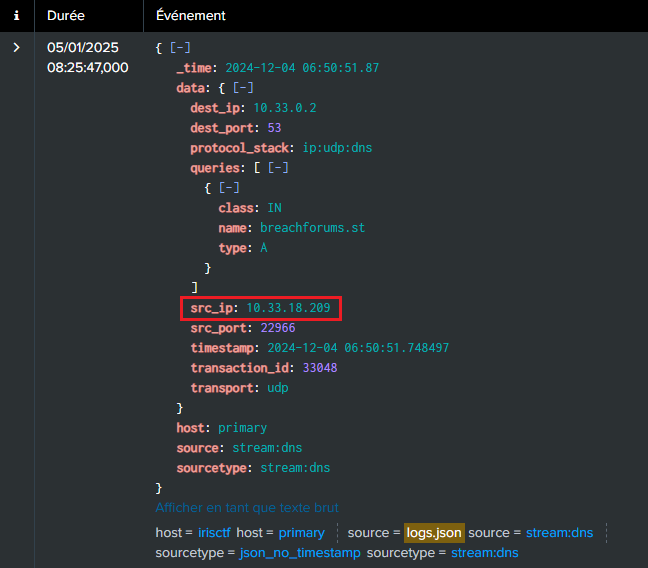 i Durée Événement
> 05/01/2025 { [-]
08:25:47,000 _time: 2024-12-04 06:50:51.87
data: { [-]
dest_ip: 10.33.0.2
dest_port: 53
protocol_stack: ip:udp:dns
queries: [ [-]
{ [-]
class: IN
name: breachforums.st
type: A
}
]
src_ip: 10.33.18.209
src_port: 22966
timestamp: 2024-12-04 06:50:51.748497
transaction_id: 33048
transport: udp
}
host: primary
source: stream:dns
sourcetype: stream:dns
}
Afficher en tant que texte brut
host = irisctf host = primary source = logs.json source = stream:dns
sourcetype = json_no_timestamp sourcetype = stream:dns